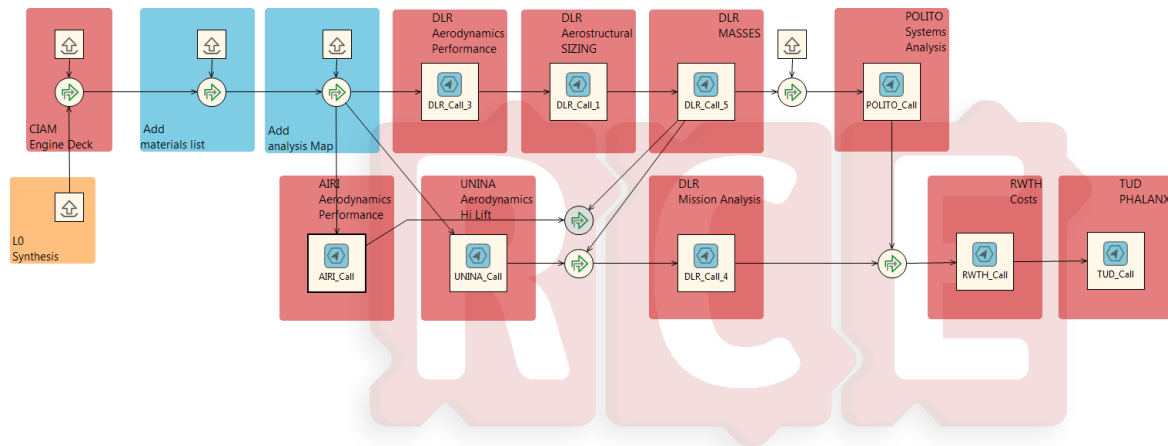 DLR
Aerodynamics
Performance
DLR
Aerostructural
SIZING
DLR
MASSES
POLITO
Systems
Analysis
DLR_Call_3
DLR_Call_1
DLR_Call_5
POLITO_Call
CIAM
Engine Deck
Add
materials list
Add
analysis Map
AIRI
Aerodynamics
Performance
UNINA
Aerodynamics
Hi Lift
DLR
Mission Analysis
RWTH
Costs
TUD
PHALANX
L0
Synthesis
AIRI_Call
UNINA_Call
DLR_Call_4
RWTH_Call
TUD_Call
RCE